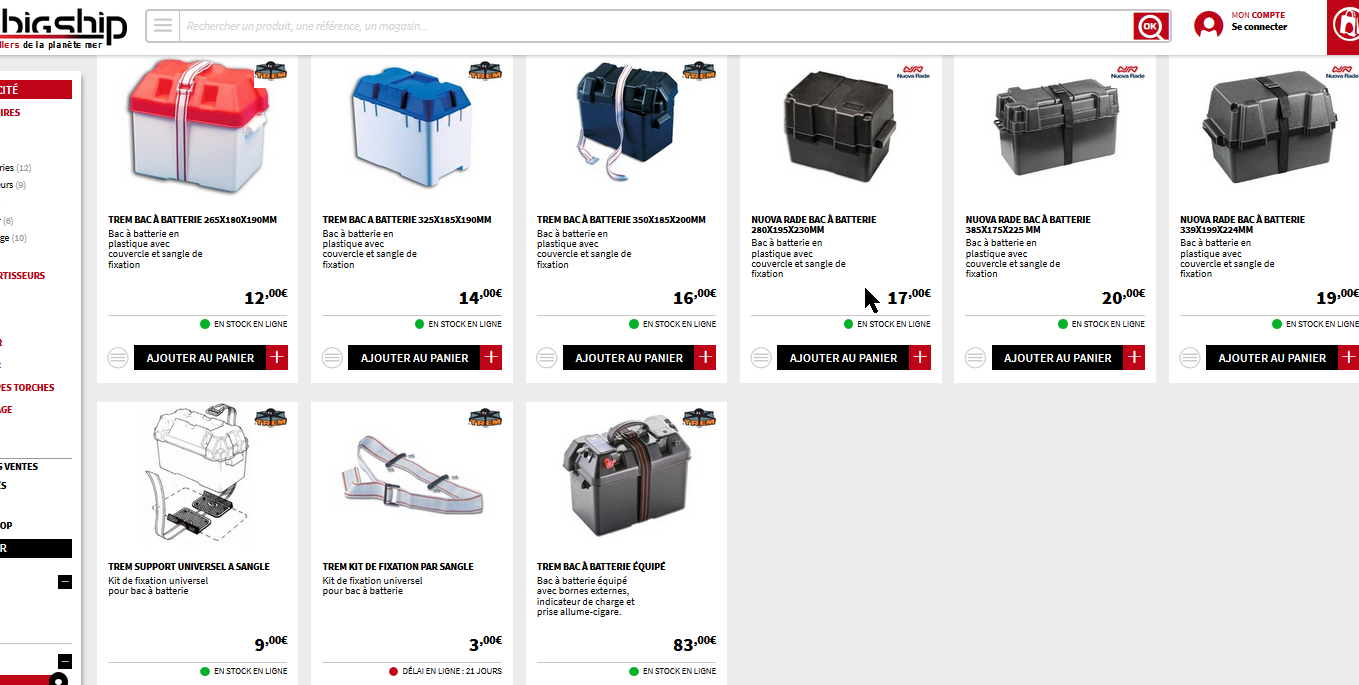 bigship
llers de la planète mer
Rechercher un produit, une référence, un magasin...
OK
MON COMPTE
Se connecter
CITÉ
IRES
ries (12)
eurs (9)
(6)
ge (10)
RTISSEURS
R
PES TORCHES
AGE
S VENTES
ÉS
OP
R
TREM
TREM
TREM
Nuova Rade
Nuova Rade
Nuova Rade
TREM BAC À BATTERIE 265X180X190MM
Bac à batterie en
plastique avec
couvercle et sangle de
fixation
12,00€
EN STOCK EN LIGNE
AJOUTER AU PANIER +
TREM BAC A BATTERIE 325X185X190MM
Bac à batterie en
plastique avec
couvercle et sangle de
fixation
14,00€
EN STOCK EN LIGNE
AJOUTER AU PANIER +
TREM BAC À BATTERIE 350X185X200MM
Bac à batterie en
plastique avec
couvercle et sangle de
fixation
16,00€
EN STOCK EN LIGNE
AJOUTER AU PANIER +
NUOVA RADE BAC À BATTERIE
280X195X230MM
Bac à batterie en
plastique avec
couvercle et sangle de
fixation
17,00€
EN STOCK EN LIGNE
AJOUTER AU PANIER +
NUOVA RADE BAC À BATTERIE
385X175X225 MM
Bac à batterie en
plastique avec
couvercle et sangle de
fixation
20,00€
EN STOCK EN LIGNE
AJOUTER AU PANIER +
NUOVA RADE BAC À BATTERIE
339X199X224MM
Bac à batterie en
plastique avec
couvercle et sangle de
fixation
19,00€
EN STOCK EN LIGNE
AJOUTER AU PANIER +
TREM
TREM SUPPORT UNIVERSEL A SANGLE
Kit de fixation universel
pour bac à batterie
9,00€
EN STOCK EN LIGNE
TREM
TREM KIT DE FIXATION PAR SANGLE
Kit de fixation universel
pour bac à batterie
3,00€
DÉLAI EN LIGNE : 21 JOURS
TREM
TREM BAC À BATTERIE ÉQUIPÉ
Bac à batterie équipé
avec bornes externes,
indicateur de charge et
prise allume-cigare.
83,00€
EN STOCK EN LIGNE